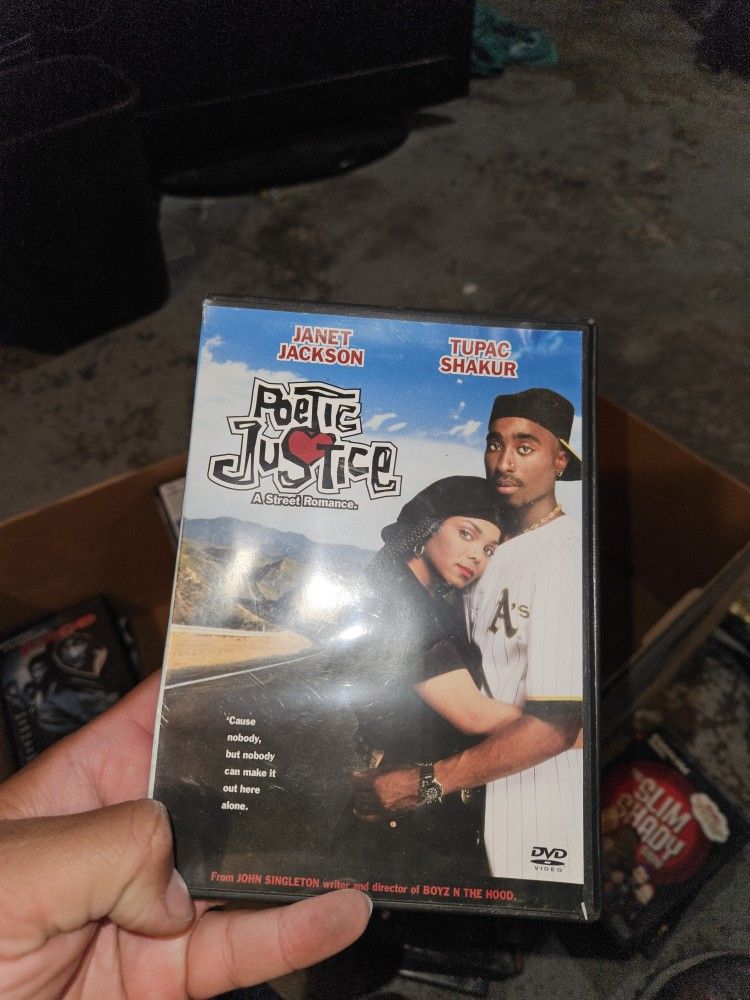 JANET
JACKSON
TUPAC
SHAKUR
POETIC
JUSTICE
A Street Romance.
A's
'Cause
nobody,
but nobody
can make it
out here
alone.
DVD
VIDEO
From JOHN SINGLETON writer and director of BOYZ N THE HOOD.
SLIM
SHADY